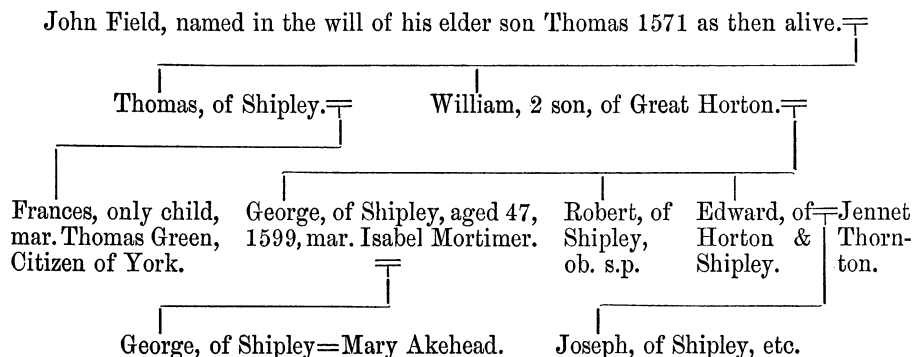 John Field, named in the will of his elder son Thomas 1571 as then alive.
Thomas, of Shipley.
William, 2 son, of Great Horton.
Frances, only child,
mar. Thomas Green,
Citizen of York.
George, of Shipley, aged 47,
1599, mar. Isabel Mortimer.
Robert, of
Shipley,
ob. s.p.
Edward, of
Horton &
Shipley.
Jennet
Thorn-
ton.
George, of Shipley=Mary Akehead.
Joseph, of Shipley, etc.